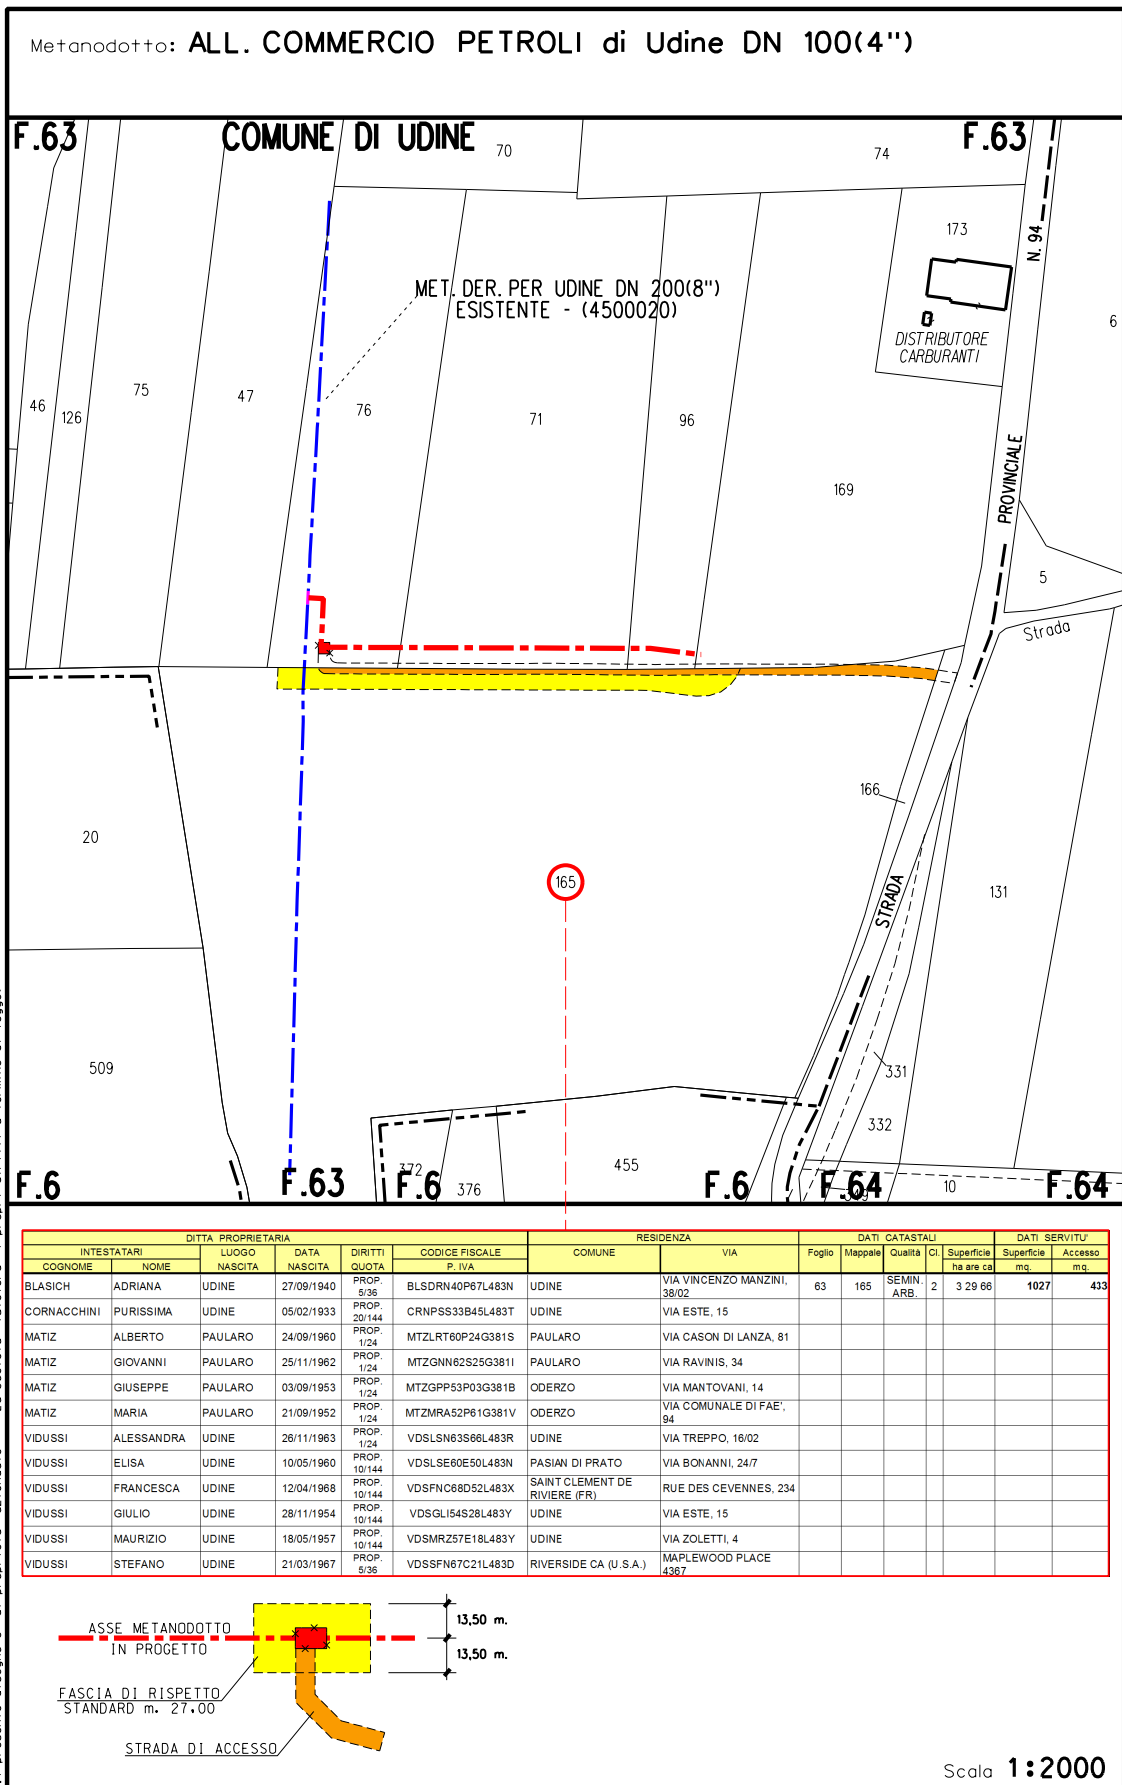 Metanodotto: ALL. COMMERCIO PETROLI di Udine DN 100(4")
F.63 COMUNE DI UDINE F.63
70
74
173
N. 94
MET. DER. PER UDINE DN 200(8")
ESISTENTE - (4500020)
DISTRIBUTORE
CARBURANTI
6
75
47
46
126
76
71
96
169
PROVINCIALE
5
Strada
166
20
165
131
STRADA
509
331
332
372
455
376
349
10
F.6 F.63 F.6 F.6 F.64 F.64
DITTA PROPRIETARIA RESIDENZA DATI CATASTALI DATI SERVITU'
INTESTATARI LUOGO DATA DIRITTI CODICE FISCALE COMUNE VIA Foglio Mappale Qualità Cl. Superficie Superficie Accesso
COGNOME NOME NASCITA NASCITA QUOTA P. IVA ha are ca mq. mq.
BLASICH ADRIANA UDINE 27/09/1940 PROP. 5/36 BLSDRN40P67L483N UDINE VIA VINCENZO MANZINI, 38/02 63 165 SEMIN. ARB. 2 3 29 66 1027 433
CORNACCHINI PURISSIMA UDINE 05/02/1933 PROP. 20/144 CRNPSS33B45L483T UDINE VIA ESTE, 15
MATIZ ALBERTO PAULARO 24/09/1960 PROP. 1/24 MTZLRT60P24G381S PAULARO VIA CASON DI LANZA, 81
MATIZ GIOVANNI PAULARO 25/11/1962 PROP. 1/24 MTZGNN62S25G381I PAULARO VIA RAVINIS, 34
MATIZ GIUSEPPE PAULARO 03/09/1953 PROP. 1/24 MTZGPP53P03G381B ODERZO VIA MANTOVANI, 14
MATIZ MARIA PAULARO 21/09/1952 PROP. 1/24 MTZMRA52P61G381V ODERZO VIA COMUNALE DI FAE', 94
VIDUSSI ALESSANDRA UDINE 26/11/1963 PROP. 1/24 VDSLSN63S66L483R UDINE VIA TREPPO, 16/02
VIDUSSI ELISA UDINE 10/05/1960 PROP. 10/144 VDSLSE60E50L483N PASIAN DI PRATO VIA BONANNI, 24/7
VIDUSSI FRANCESCA UDINE 12/04/1968 PROP. 10/144 VDSFNC68D52L483X SAINT CLEMENT DE RIVIERE (FR) RUE DES CEVENNES, 234
VIDUSSI GIULIO UDINE 28/11/1954 PROP. 10/144 VDSGLI54S28L483Y UDINE VIA ESTE, 15
VIDUSSI MAURIZIO UDINE 18/05/1957 PROP. 10/144 VDSMRZ57E18L483Y UDINE VIA ZOLETTI, 4
VIDUSSI STEFANO UDINE 21/03/1967 PROP. 5/36 VDSSFN67C21L483D RIVERSIDE CA (U.S.A.) MAPLEWOOD PLACE 4367
ASSE METANODOTTO
IN PROGETTO
13,50 m.
13,50 m.
FASCIA DI RISPETTO
STANDARD m. 27.00
STRADA DI ACCESSO
Scala 1:2000